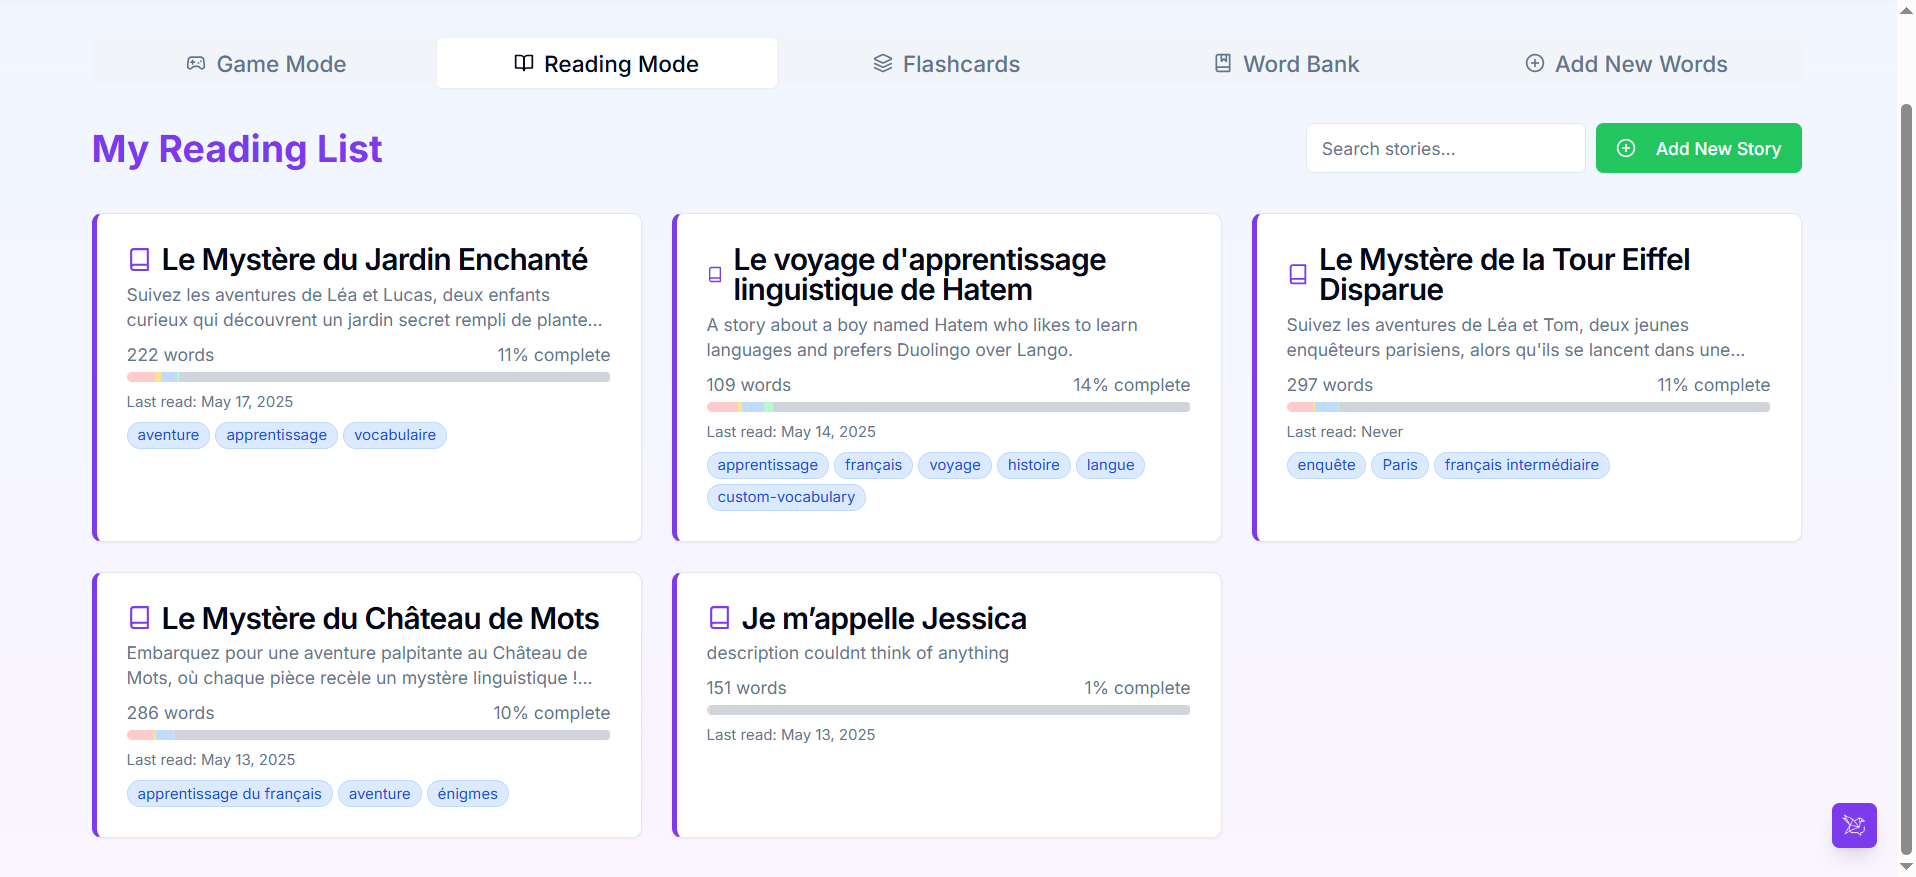 Game Mode
Reading Mode
Flashcards
Word Bank
Add New Words
My Reading List
Search stories...
Add New Story
Le Mystère du Jardin Enchanté
Suivez les aventures de Léa et Lucas, deux enfants
curieux qui découvrent un jardin secret rempli de plante...
222 words
11% complete
Last read: May 17, 2025
aventure
apprentissage
vocabulaire
Le voyage d'apprentissage
linguistique de Hatem
A story about a boy named Hatem who likes to learn
languages and prefers Duolingo over Lango.
109 words
14% complete
Last read: May 14, 2025
apprentissage
français
voyage
histoire
langue
custom-vocabulary
Le Mystère de la Tour Eiffel
Disparue
Suivez les aventures de Léa et Tom, deux jeunes
enquêteurs parisiens, alors qu'ils se lancent dans une...
297 words
11% complete
Last read: Never
enquête
Paris
français intermédiaire
Le Mystère du Château de Mots
Embarquez pour une aventure palpitante au Château de
Mots, où chaque pièce recèle un mystère linguistique !...
286 words
10% complete
Last read: May 13, 2025
apprentissage du français
aventure
énigmes
Je m’appelle Jessica
description couldnt think of anything
151 words
1% complete
Last read: May 13, 2025